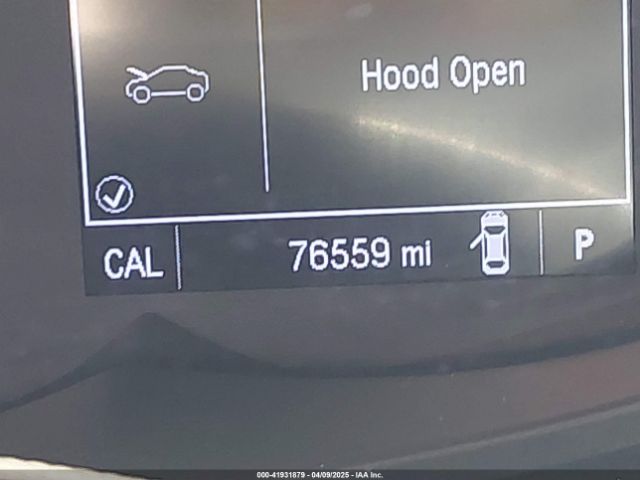 Hood Open
CAL 76559 mi P
000-41931879 - 04/09/2025 - IAA Inc.